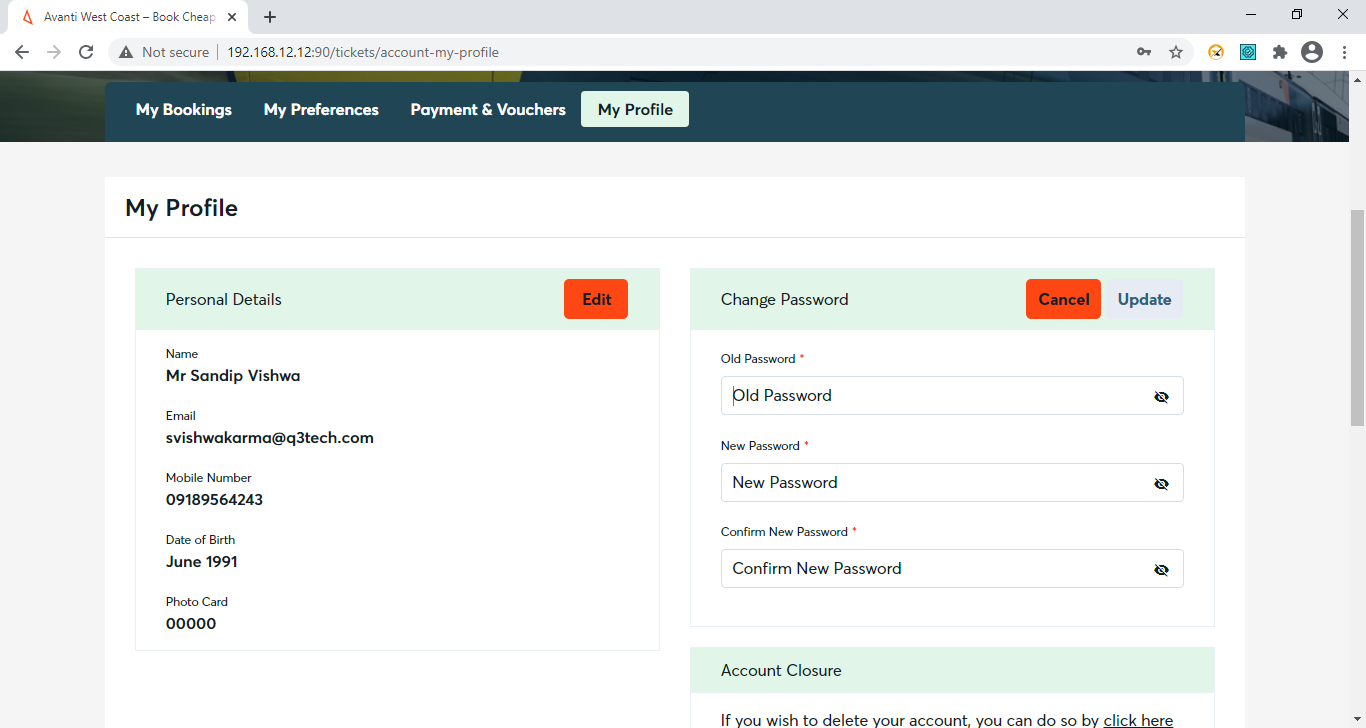 Avanti West Coast – Book Cheap
Not secure
192.168.12.12:90/tickets/account-my-profile
My Bookings
My Preferences
Payment & Vouchers
My Profile
My Profile
Personal Details
Edit
Name
Mr Sandip Vishwa
Email
svishwakarma@q3tech.com
Mobile Number
09189564243
Date of Birth
June 1991
Photo Card
00000
Change Password
Cancel
Update
Old Password *
Old Password
New Password *
New Password
Confirm New Password *
Confirm New Password
Account Closure
If you wish to delete your account, you can do so by click here